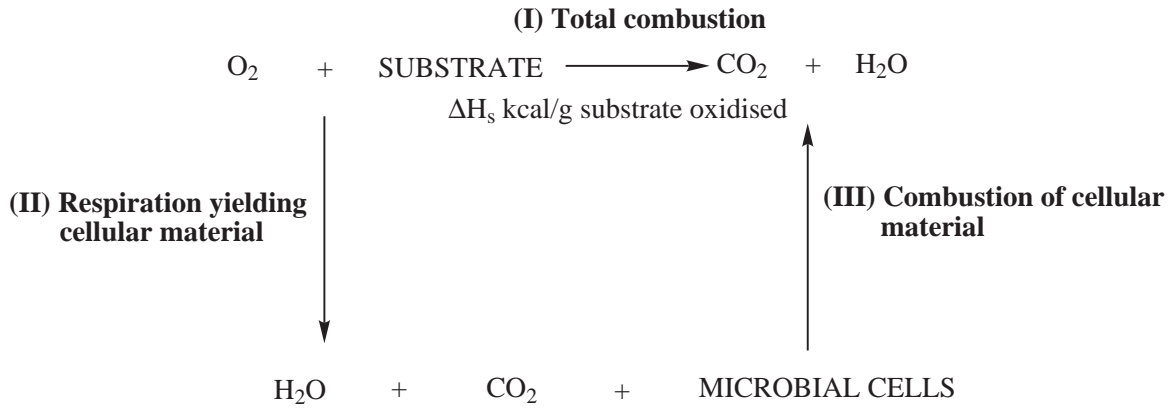 (I) Total combustion
O₂ + SUBSTRATE CO₂ + H₂O
ΔHₛ kcal/g substrate oxidised
(II) Respiration yielding
cellular material
(III) Combustion of cellular
material
H₂O + CO₂ + MICROBIAL CELLS